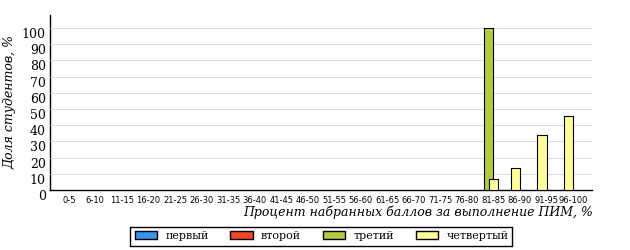 Доля студентов, %
100
90
80
70
60
50
40
30
20
10
0
0-5 6-10 11-15 16-20 21-25 26-30 31-35 36-40 41-45 46-50 51-55 56-60 61-65 66-70 71-75 76-80 81-85 86-90 91-95 96-100
Процент набранных баллов за выполнение ПИМ, %
первый второй третий четвертый